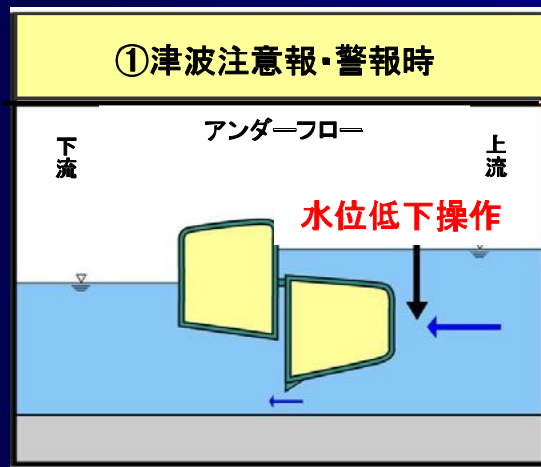 ①津波注意報・警報時
アンダーフロー
下流
上流
水位低下操作